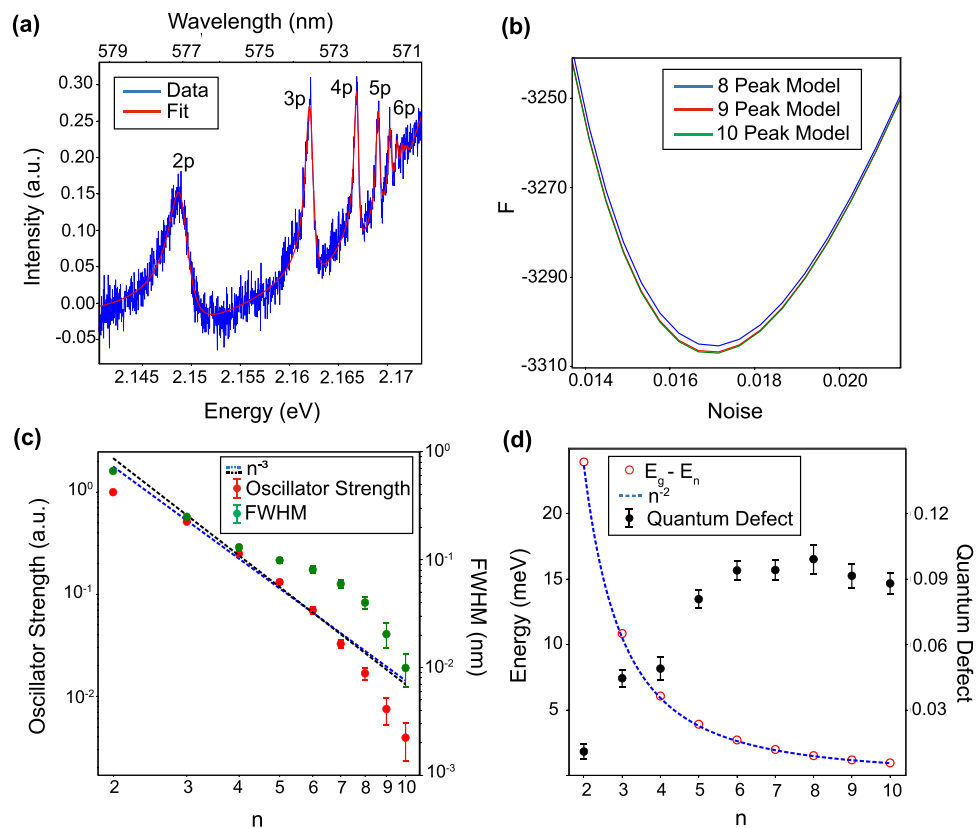 (a)
Wavelength (nm)
579 577 575 573 571
Data
Fit
2p
3p
4p
5p
6p
0.30
0.25
0.20
0.15
0.10
0.05
0.00
-0.05
Intensity (a.u.)
2.145 2.15 2.155 2.16 2.165 2.17
Energy (eV)
(b)
8 Peak Model
9 Peak Model
10 Peak Model
-3250
-3270
-3290
-3310
F
0.014 0.016 0.018 0.020
Noise
(c)
n⁻³
Oscillator Strength
FWHM
10⁰
10⁻¹
10⁻²
Oscillator Strength (a.u.)
10⁰
10⁻¹
10⁻²
10⁻³
FWHM (nm)
2 3 4 5 6 7 8 9 10
n
(d)
E_g - E_n
n⁻²
Quantum Defect
20
15
10
5
Energy (meV)
0.12
0.09
0.06
0.03
Quantum Defect
2 3 4 5 6 7 8 9 10
n